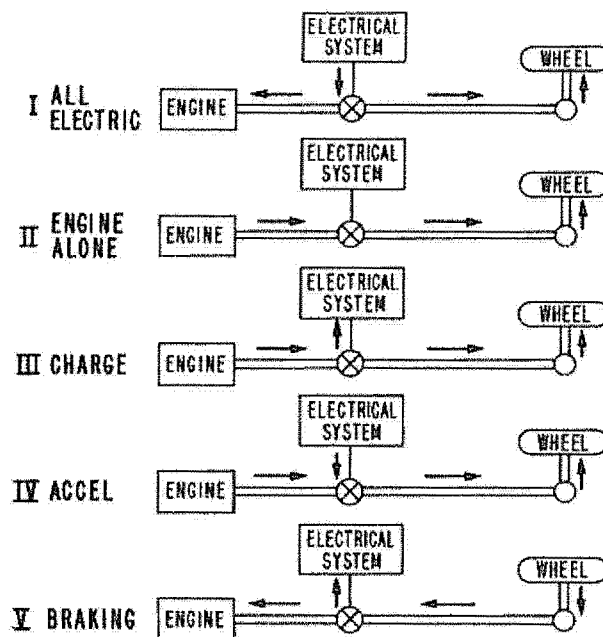 ELECTRICAL
SYSTEM
WHEEL
I ALL
ELECTRIC
ENGINE
ELECTRICAL
SYSTEM
WHEEL
II ENGINE
ALONE
ENGINE
ELECTRICAL
SYSTEM
WHEEL
III CHARGE
ENGINE
ELECTRICAL
SYSTEM
WHEEL
IV ACCEL
ENGINE
ELECTRICAL
SYSTEM
WHEEL
V BRAKING
ENGINE